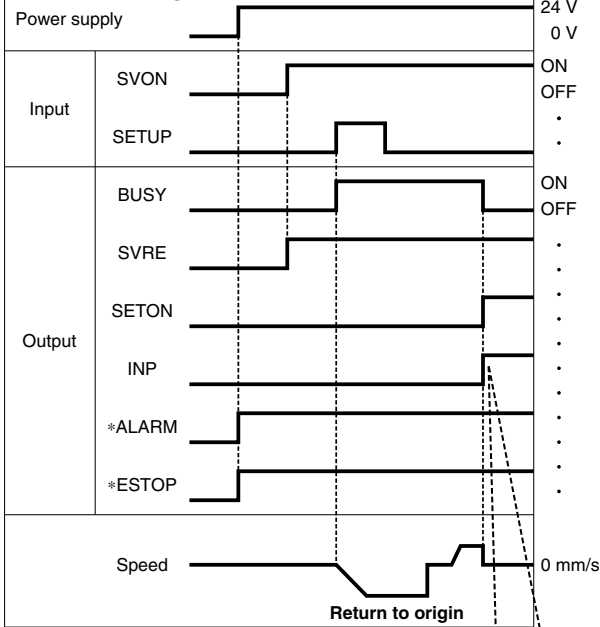 Power supply
24 V
0 V
Input
SVON
ON
OFF
SETUP
Output
BUSY
ON
OFF
SVRE
SETON
INP
*ALARM
*ESTOP
Speed
0 mm/s
Return to origin